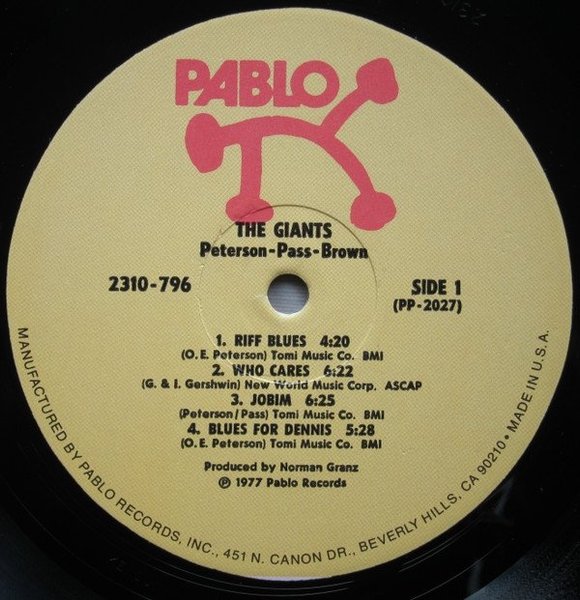 PABLO
THE GIANTS
Peterson-Pass-Brown
2310-796
SIDE 1
(PP-2027)
1. RIFF BLUES 4:20
(O. E. Peterson) Tomi Music Co. BMI
2. WHO CARES 6:22
(G. & I. Gershwin) New World Music Corp. ASCAP
3. JOBIM 6:25
(Peterson/Pass) Tomi Music Co. BMI
4. BLUES FOR DENNIS 5:28
(O. E. Peterson) Tomi Music Co. BMI
Produced by Norman Granz
℗ 1977 Pablo Records
MANUFACTURED BY PABLO RECORDS, INC., 451 N. CANON DR., BEVERLY HILLS, CA 90210 • MADE IN U.S.A.